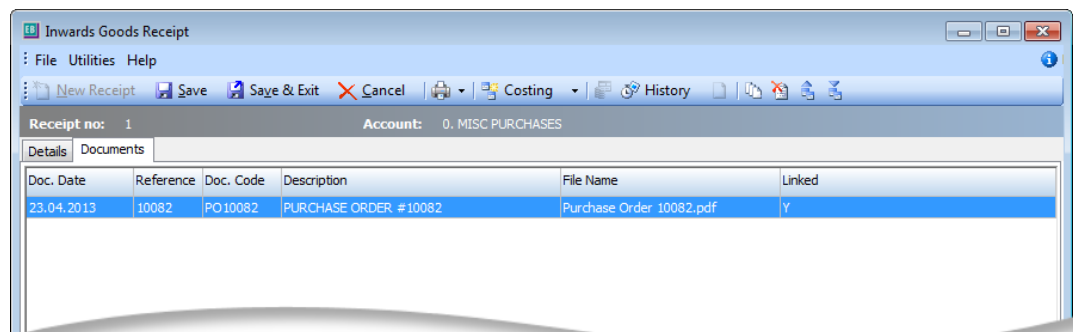 Inwards Goods Receipt
File Utilities Help
New Receipt Save Save & Exit Cancel Costing History
Receipt no: 1 Account: 0. MISC PURCHASES
Details Documents
Doc. Date Reference Doc. Code Description File Name Linked
23.04.2013 10082 PO10082 PURCHASE ORDER #10082 Purchase Order 10082.pdf Y